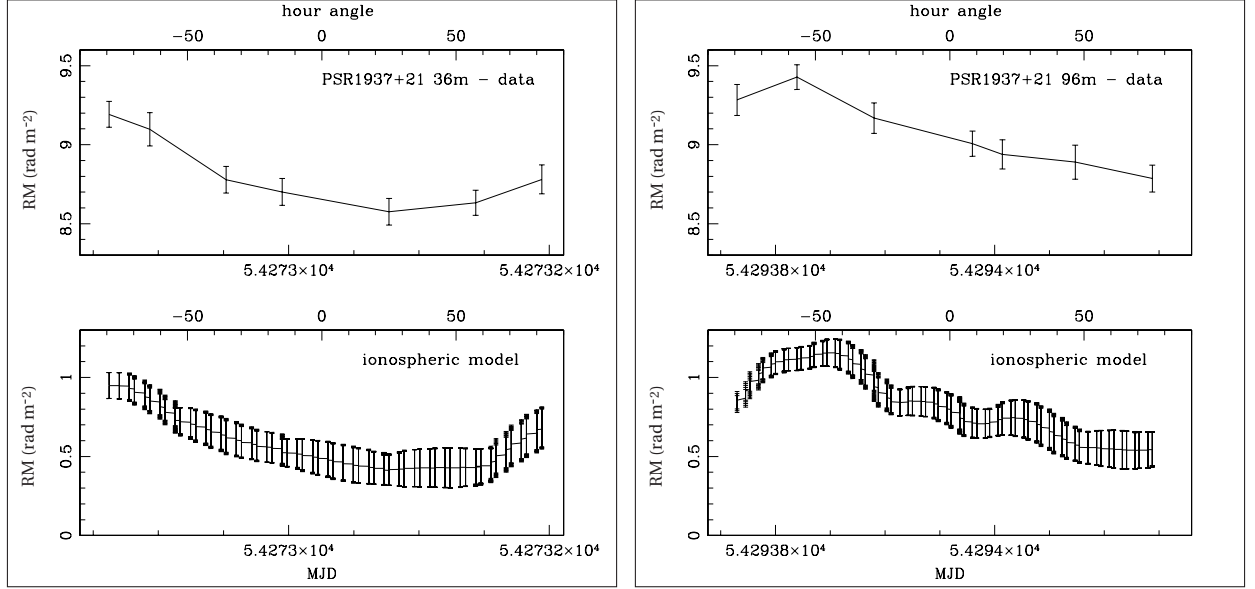 hour angle
−50 0 50
PSR1937+21 36m − data
RM (rad m⁻²)
9.5
9
8.5
5.4273×10⁴ 5.42732×10⁴
−50 0 50
ionospheric model
RM (rad m⁻²)
1
0.5
0
5.4273×10⁴ 5.42732×10⁴
MJD
hour angle
−50 0 50
PSR1937+21 96m − data
RM (rad m⁻²)
9.5
9
8.5
5.42938×10⁴ 5.4294×10⁴
−50 0 50
ionospheric model
RM (rad m⁻²)
1
0.5
0
5.42938×10⁴ 5.4294×10⁴
MJD